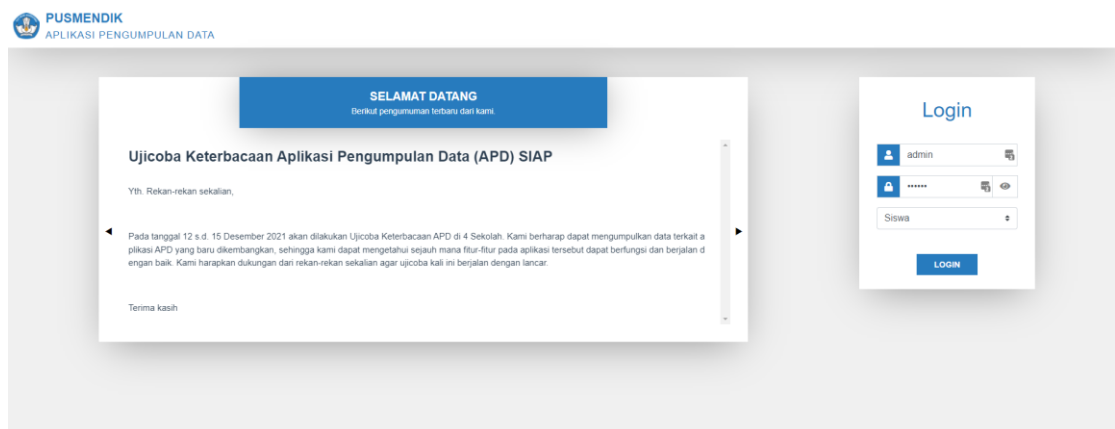 PUSMENDIK
APLIKASI PENGUMPULAN DATA
SELAMAT DATANG
Berikut pengumuman terbaru dari kami.
Ujicoba Keterbacaan Aplikasi Pengumpulan Data (APD) SIAP
Yth. Rekan-rekan sekalian,
Pada tanggal 12 s.d. 15 Desember 2021 akan dilakukan Ujicoba Keterbacaan APD di 4 Sekolah. Kami berharap dapat mengumpulkan data terkait a
plikasi APD yang baru dikembangkan, sehingga kami dapat mengetahui sejauh mana fitur-fitur pada aplikasi tersebut dapat berfungsi dan berjalan d
engan baik. Kami harapkan dukungan dari rekan-rekan sekalian agar ujicoba kali ini berjalan dengan lancar.
Terima kasih
Login
admin
••••••
Siswa
LOGIN